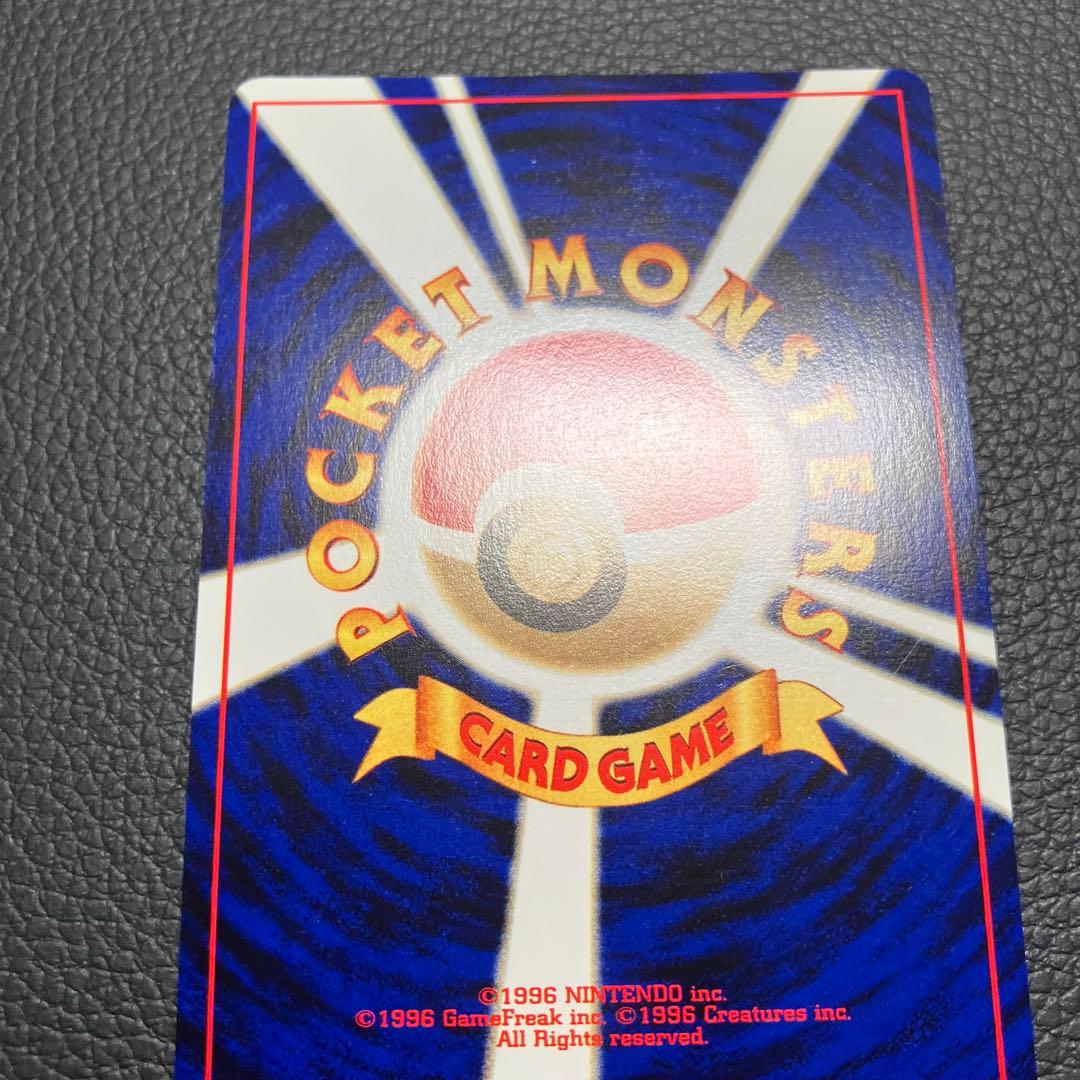 POCKET MONSTERS
CARD GAME
©1996 NINTENDO inc.
©1996 GameFreak inc. ©1996 Creatures inc.
All Rights reserved.